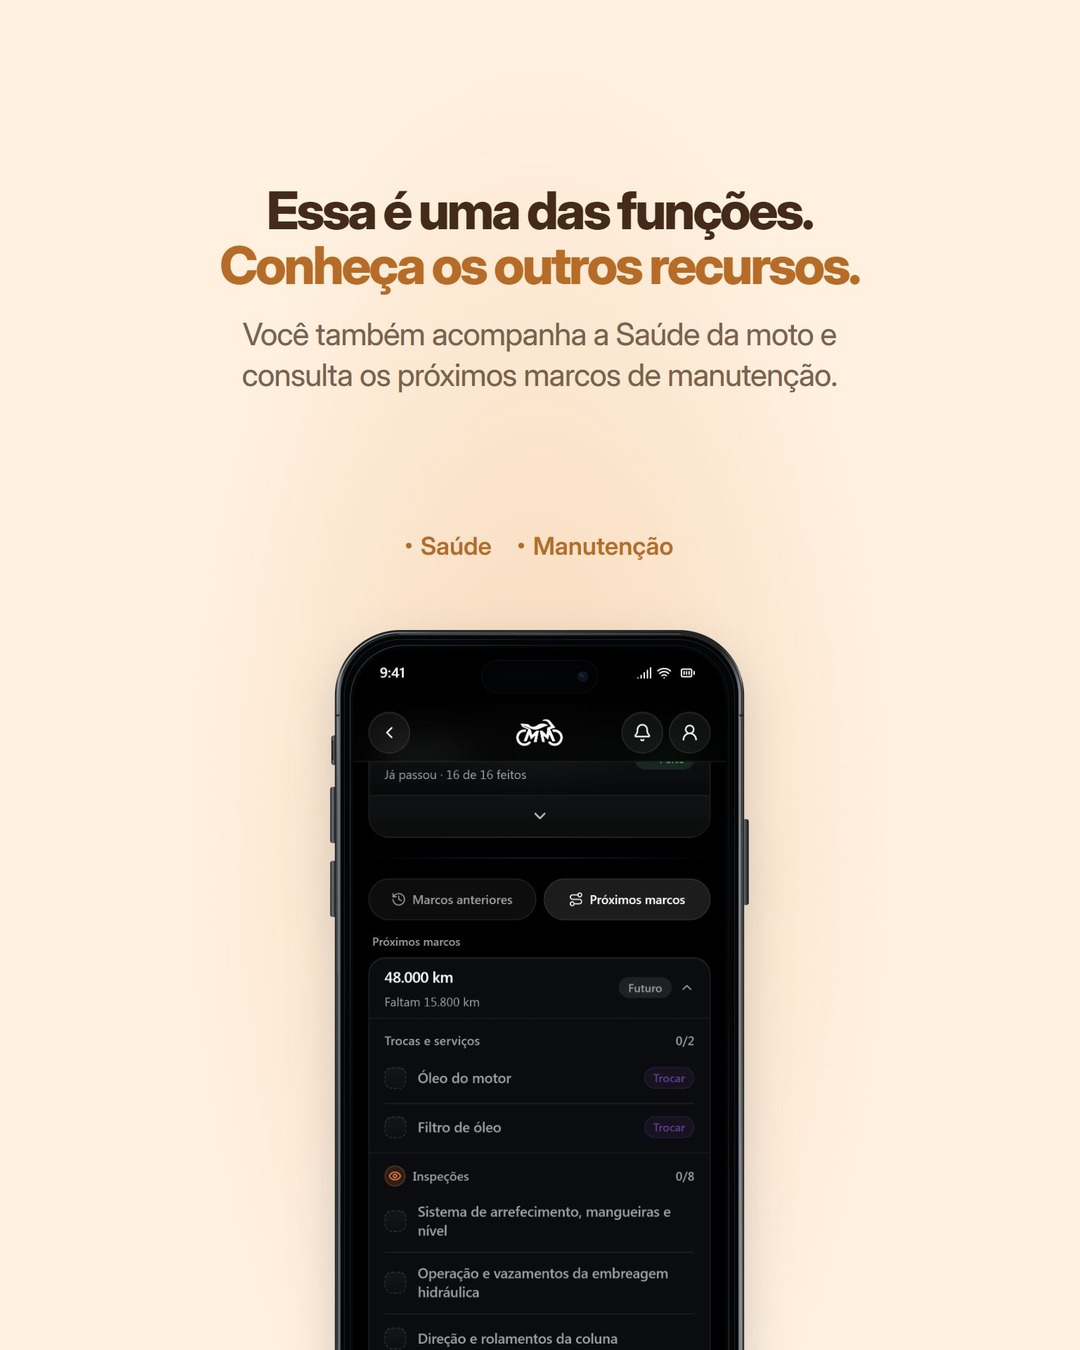 Essa é uma das funções.
Conheça os outros recursos.
Você também acompanha a Saúde da moto e
consulta os próximos marcos de manutenção.
• Saúde • Manutenção
9:41
MM
Já passou · 16 de 16 feitos
Marcos anteriores
Próximos marcos
Próximos marcos
48.000 km
Futuro
Faltam 15.800 km
Trocas e serviços 0/2
Óleo do motor Trocar
Filtro de óleo Trocar
Inspeções 0/8
Sistema de arrefecimento, mangueiras e
nível
Operação e vazamentos da embreagem
hidráulica
Direção e rolamentos da coluna